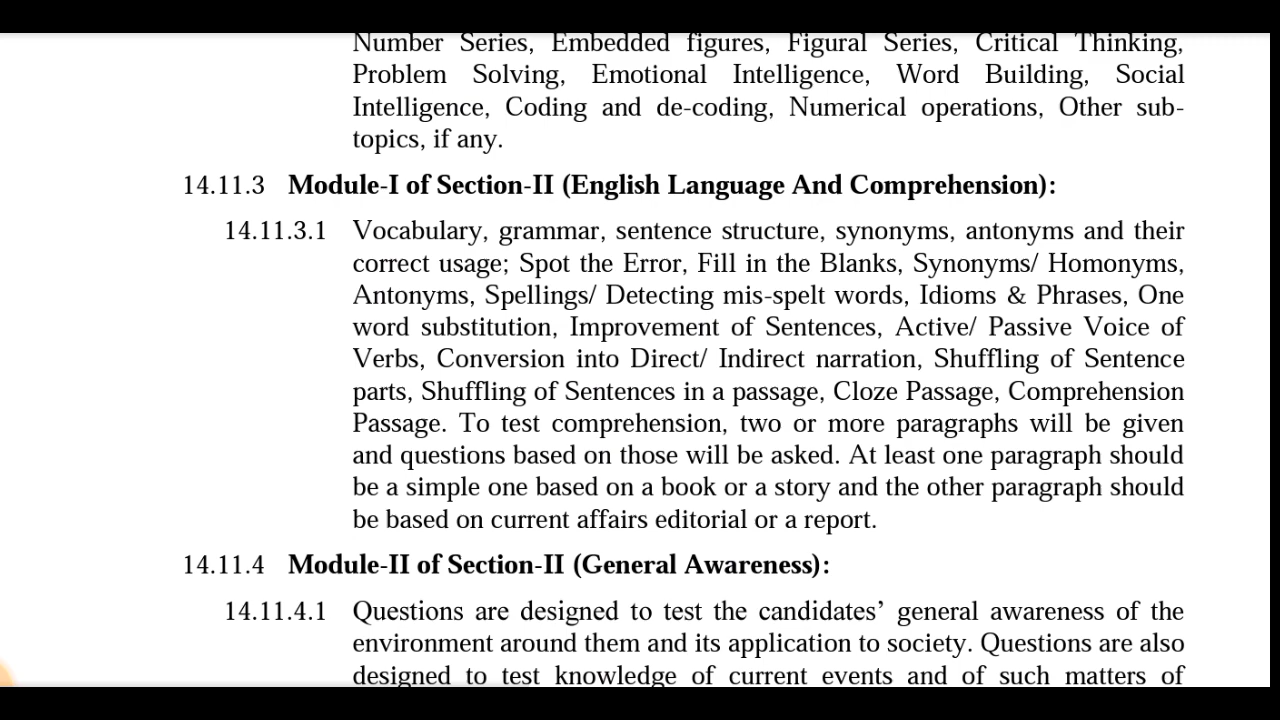 Number Series, Embedded figures, Figural Series, Critical Thinking,
Problem Solving, Emotional Intelligence, Word Building, Social
Intelligence, Coding and de-coding, Numerical operations, Other sub-
topics, if any.
14.11.3 Module-I of Section-II (English Language And Comprehension):
14.11.3.1 Vocabulary, grammar, sentence structure, synonyms, antonyms and their
correct usage; Spot the Error, Fill in the Blanks, Synonyms/ Homonyms,
Antonyms, Spellings/ Detecting mis-spelt words, Idioms & Phrases, One
word substitution, Improvement of Sentences, Active/ Passive Voice of
Verbs, Conversion into Direct/ Indirect narration, Shuffling of Sentence
parts, Shuffling of Sentences in a passage, Cloze Passage, Comprehension
Passage. To test comprehension, two or more paragraphs will be given
and questions based on those will be asked. At least one paragraph should
be a simple one based on a book or a story and the other paragraph should
be based on current affairs editorial or a report.
14.11.4 Module-II of Section-II (General Awareness):
14.11.4.1 Questions are designed to test the candidates’ general awareness of the
environment around them and its application to society. Questions are also
designed to test knowledge of current events and of such matters of